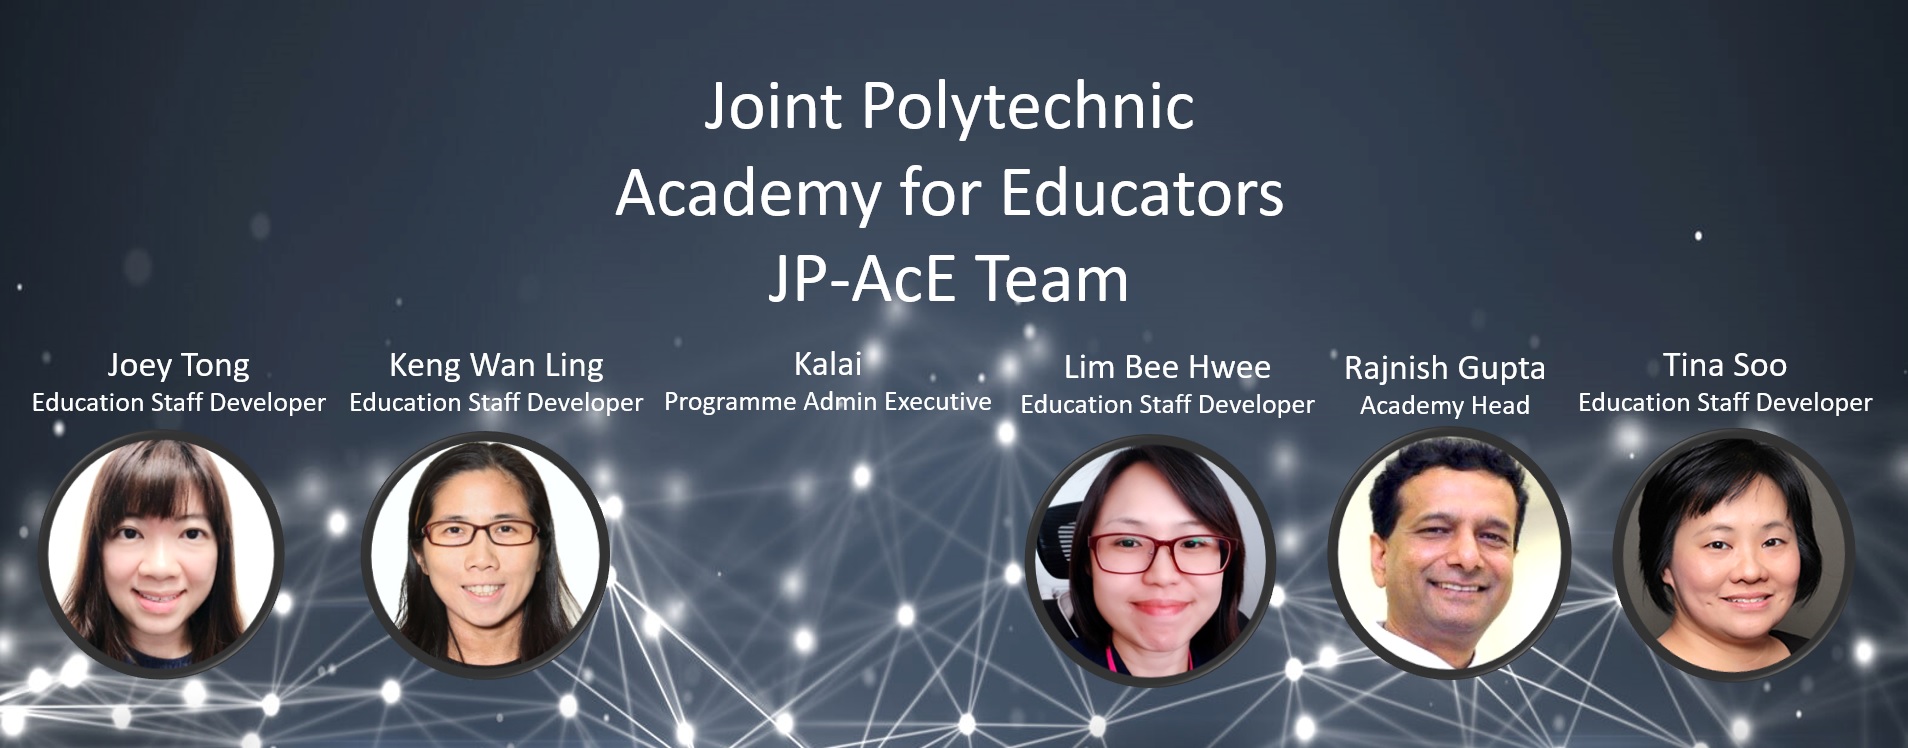 Joint Polytechnic
Academy for Educators
JP-AcE Team
Joey Tong
Education Staff Developer
Keng Wan Ling
Education Staff Developer
Kalai
Programme Admin Executive
Lim Bee Hwee
Education Staff Developer
Rajnish Gupta
Academy Head
Tina Soo
Education Staff Developer